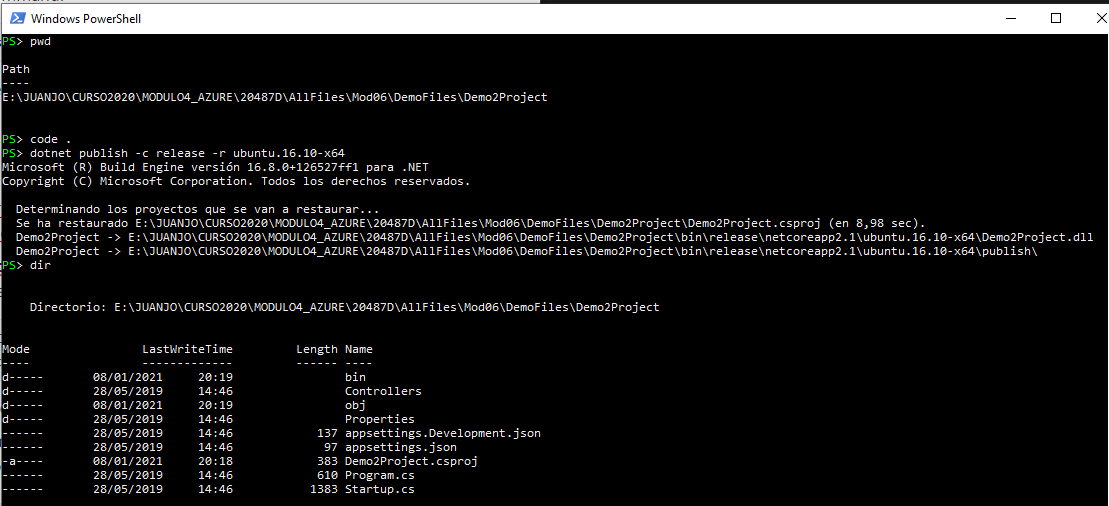 Windows PowerShell
PS> pwd
Path
----
E:\JUANJO\CURSO2020\MODULO4_AZURE\20487D\AllFiles\Mod06\DemoFiles\Demo2Project
PS> code .
PS> dotnet publish -c release -r ubuntu.16.10-x64
Microsoft (R) Build Engine versión 16.8.0+126527ff1 para .NET
Copyright (C) Microsoft Corporation. Todos los derechos reservados.
Determinando los proyectos que se van a restaurar...
Se ha restaurado E:\JUANJO\CURSO2020\MODULO4_AZURE\20487D\AllFiles\Mod06\DemoFiles\Demo2Project\Demo2Project.csproj (en 8,98 sec).
Demo2Project -> E:\JUANJO\CURSO2020\MODULO4_AZURE\20487D\AllFiles\Mod06\DemoFiles\Demo2Project\bin\release\netcoreapp2.1\ubuntu.16.10-x64\Demo2Project.dll
Demo2Project -> E:\JUANJO\CURSO2020\MODULO4_AZURE\20487D\AllFiles\Mod06\DemoFiles\Demo2Project\bin\release\netcoreapp2.1\ubuntu.16.10-x64\publish\
PS> dir
Directorio: E:\JUANJO\CURSO2020\MODULO4_AZURE\20487D\AllFiles\Mod06\DemoFiles\Demo2Project
Mode LastWriteTime Length Name
---- ------------- ------ ----
d----- 08/01/2021 20:19 bin
d----- 28/05/2019 14:46 Controllers
d----- 08/01/2021 20:19 obj
d----- 28/05/2019 14:46 Properties
------ 28/05/2019 14:46 137 appsettings.Development.json
------ 28/05/2019 14:46 97 appsettings.json
-a---- 08/01/2021 20:18 383 Demo2Project.csproj
------ 28/05/2019 14:46 610 Program.cs
------ 28/05/2019 14:46 1383 Startup.cs